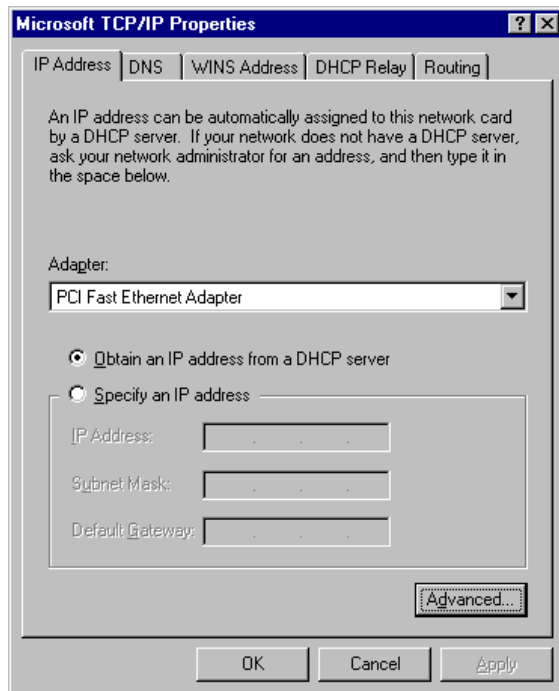 Microsoft TCP/IP Properties
? X
IP Address DNS WINS Address DHCP Relay Routing
An IP address can be automatically assigned to this network card
by a DHCP server. If your network does not have a DHCP server,
ask your network administrator for an address, and then type it in
the space below.
Adapter:
PCI Fast Ethernet Adapter
Obtain an IP address from a DHCP server
Specify an IP address
IP Address:
. . .
Subnet Mask:
. . .
Default Gateway:
. . .
Advanced...
OK Cancel Apply